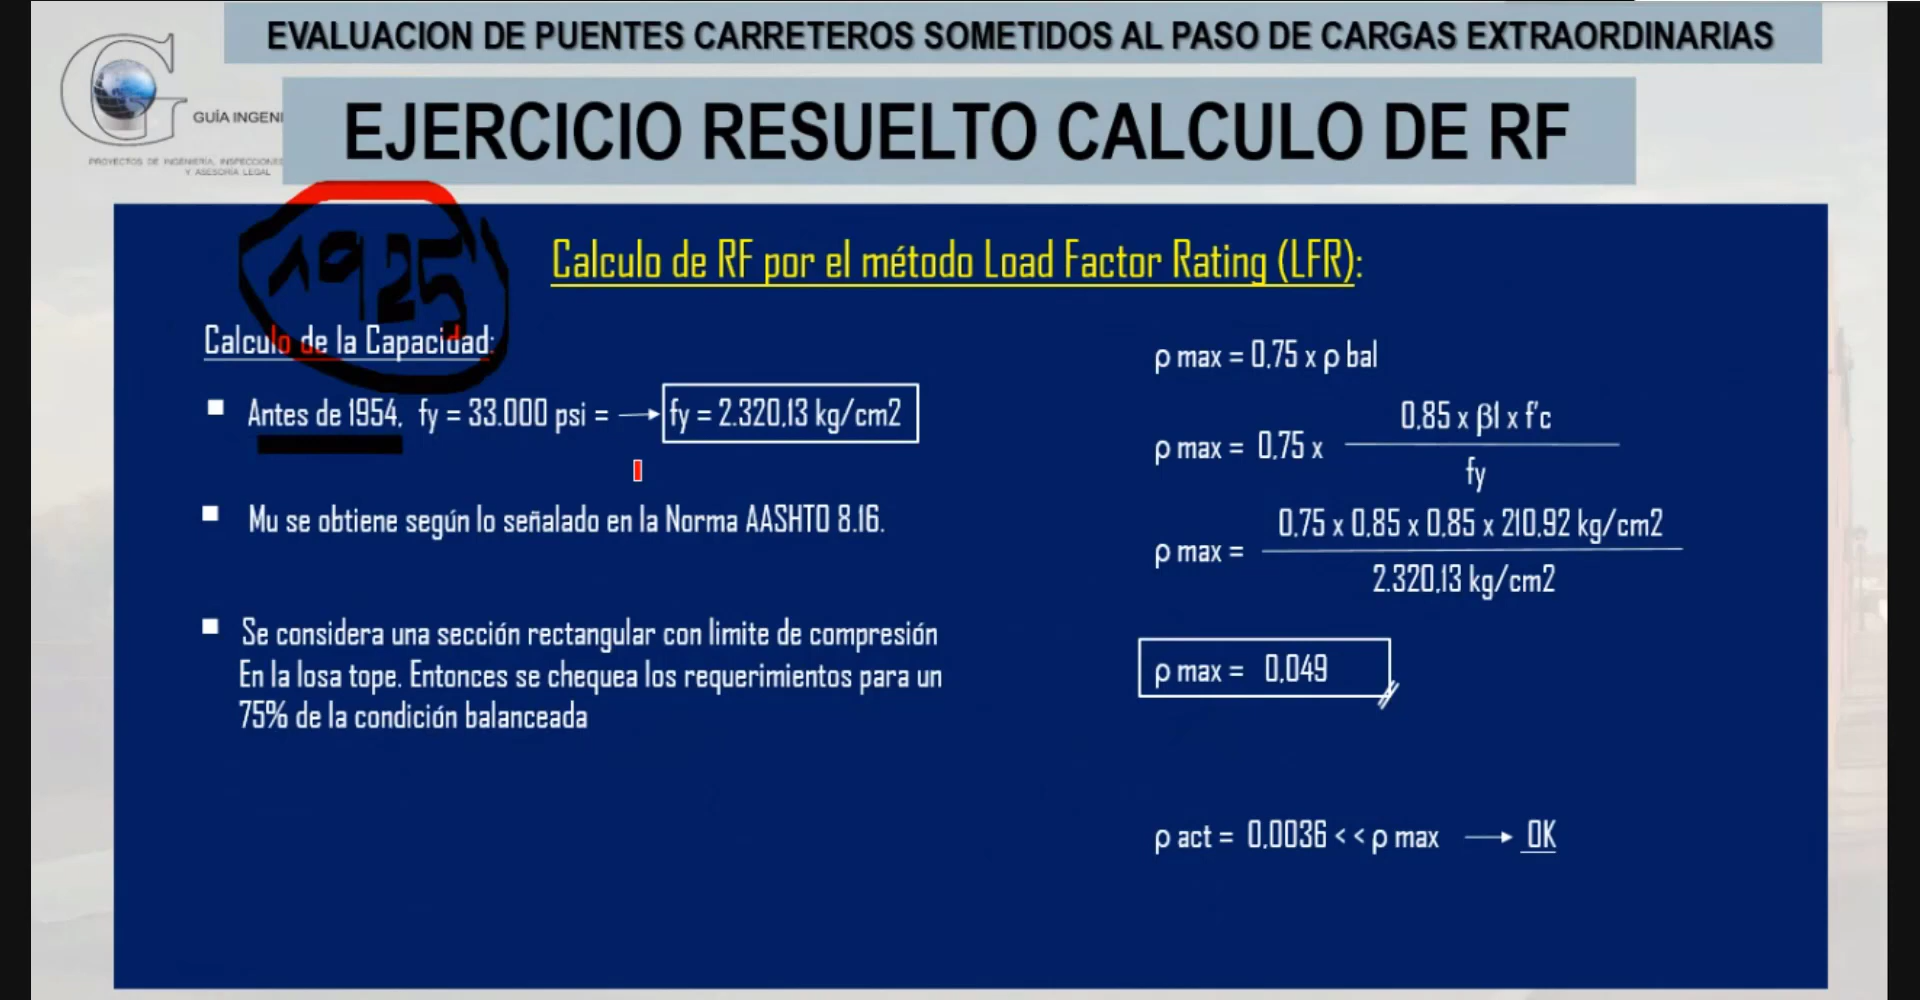 EVALUACION DE PUENTES CARRETEROS SOMETIDOS AL PASO DE CARGAS EXTRAORDINARIAS
GUÍA INGENI
PROYECTOS DE INGENIERÍA, INSPECCIONES
Y ASESORÍA LEGAL
EJERCICIO RESUELTO CALCULO DE RF
1925
Calculo de RF por el método Load Factor Rating (LFR):
Calculo de la Capacidad:
Antes de 1954, fy = 33.000 psi = → fy = 2.320,13 kg/cm2
Mu se obtiene según lo señalado en la Norma AASHTO 8.16.
Se considera una sección rectangular con limite de compresión
En la losa tope. Entonces se chequea los requerimientos para un
75% de la condición balanceada
ρ max = 0,75 x ρ bal
ρ max = 0,75 x
0,85 x β1 x f'c
fy
ρ max =
0,75 x 0,85 x 0,85 x 210,92 kg/cm2
2.320,13 kg/cm2
ρ max = 0,049
ρ act = 0,0036 < < ρ max → OK